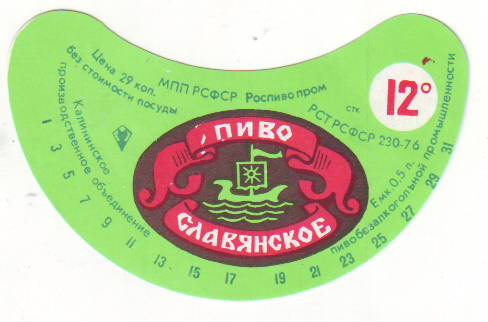 Цена 29 коп.
без стоимости посуды
МПП РСФСР Роспивопром
стк.
РСТ РСФСР 230-76
12°
Калининское
производственное объединение
пивобезалкогольной промышленности
Емк. 0,5 л.
ПИВО
СЛАВЯНСКОЕ
1 3 5 7 9 11 13 15 17 19 21 23 25 27 29 31